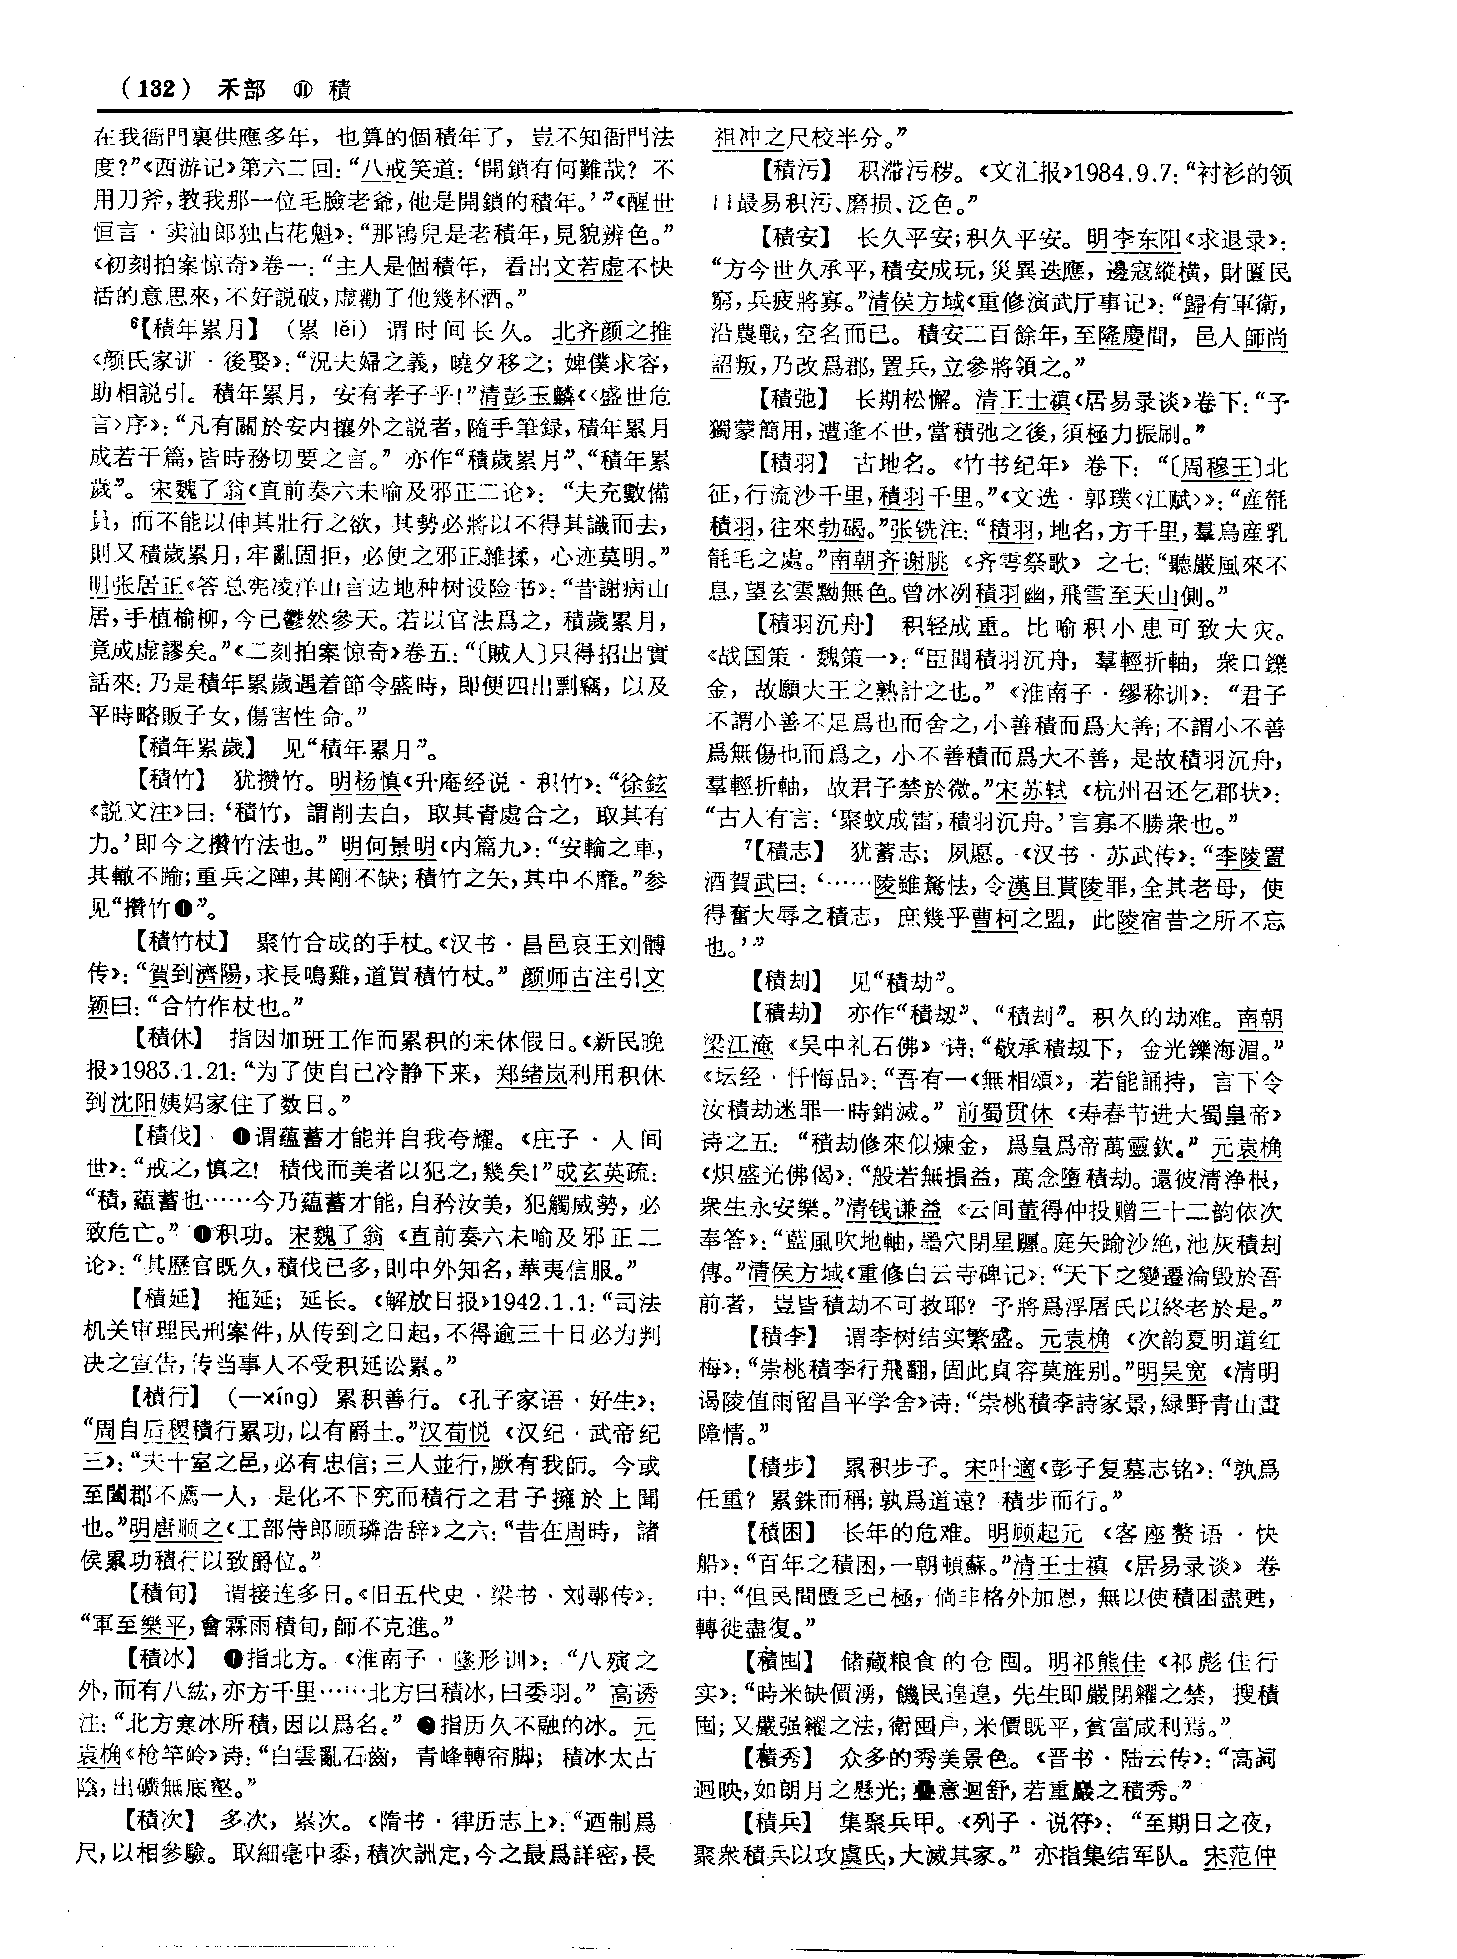 (132) 禾部 ⑪ 積
在我衙門裏供應多年，也算的個積年了，豈不知衙門法
度？”《西游记》第六二回：“八戒笑道：‘開鎖有何難哉？不
用刀斧，教我那一位毛臉老爺，他是開鎖的積年。’”《醒世
恒言·卖油郎独占花魁》：“那鴇兒是老積年，見貌辨色。”
《初刻拍案惊奇》卷一：“主人是個積年，看出文若虚不快
活的意思來，不好説破，虚勸了他幾杯酒。”
⁶【積年累月】 （累 lěi）谓时间长久。北齐颜之推
《颜氏家训·後娶》：“況夫婦之義，曉夕移之；婢僕求容，
助相説引。積年累月，安有孝子乎！”清彭玉麟《〈盛世危
言〉序》：“凡有關於安内攘外之説者，随手筆録，積年累月
成若干篇，皆時務切要之言。”亦作“積歲累月”、“積年累
歲”。宋魏了翁《直前奏六未喻及邪正二论》：“夫充數備
員，而不能以伸其壯行之欲，其勢必將以不得其識而去，
則又積歲累月，牢亂固拒，必使之邪正雜揉，心迹莫明。”
明张居正《答总宪凌洋山言边地种树设险书》：“昔謝病山
居，手植榆柳，今已鬱然參天。若以官法爲之，積歲累月，
竟成虚謬矣。”《二刻拍案惊奇》卷五：“〔賊人〕只得招出實
話來：乃是積年累歲遇着節令盛時，即便四出剽竊，以及
平時略販子女，傷害性命。”
【積年累歲】 见“積年累月”。
【積竹】 犹攒竹。明杨慎《升庵经说·积竹》：“徐鉉
《説文注》曰：‘積竹，謂削去白，取其青處合之，取其有
力。’即今之攢竹法也。”明何景明《内篇九》：“安輪之車，
其轍不踰；重兵之陣，其剛不缺；積竹之矢，其中不靡。”参
见“攢竹❶”。
【積竹杖】 聚竹合成的手杖。《汉书·昌邑哀王刘髆
传》：“賀到濟陽，求長鳴雞，道買積竹杖。”颜师古注引文
颖曰：“合竹作杖也。”
【積休】 指因加班工作而累积的未休假日。《新民晚
报》1983.1.21：“为了使自己冷静下来，郑绪岚利用积休
到沈阳姨妈家住了数日。”
【積伐】 ❶谓蕴蓄才能并自我夸耀。《庄子·人间
世》：“戒之，慎之！積伐而美者以犯之，幾矣！”成玄英疏：
“積，蘊蓄也……今乃蘊蓄才能，自矜汝美，犯觸威勢，必
致危亡。”❷积功。宋魏了翁《直前奏六未喻及邪正二
论》：“其歷官既久，積伐已多，則中外知名，華夷信服。”
【積延】 拖延；延长。《解放日报》1942.1.1：“司法
机关审理民刑案件，从传到之日起，不得逾三十日必为判
决之宣告，传当事人不受积延讼累。”
【積行】 （—xíng）累积善行。《孔子家语·好生》：
“周自后稷積行累功，以有爵土。”汉荀悦《汉纪·武帝纪
三》：“夫十室之邑，必有忠信；三人並行，厥有我師。今或
至闔郡不薦一人，是化不下究而積行之君子擁於上聞
也。”明唐顺之《工部侍郎顾璘浩辞》之六：“昔在周時，諸
侯累功積行以致爵位。”
【積旬】 谓接连多日。《旧五代史·梁书·刘鄩传》：
“軍至樂平，會霖雨積旬，師不克進。”
【積冰】 ❶指北方。《淮南子·墬形训》：“八殥之
外，而有八紘，亦方千里……北方曰積冰，曰委羽。”高诱
注：“北方寒冰所積，因以爲名。”❷指历久不融的冰。元
袁桷《枪竿岭》诗：“白雲亂石齒，青峰轉帘脚；積冰太古
陰，出礦無底壑。”
【積次】 多次，累次。《隋书·律历志上》：“迺制爲
尺，以相參驗。取細毫中黍，積次詶定，今之最爲詳密，長
祖冲之尺校半分。”
【積污】 积滞污秽。《文汇报》1984.9.7：“衬衫的领
口最易积污、磨损、泛色。”
【積安】 长久平安；积久平安。明李东阳《求退录》：
“方今世久承平，積安成玩，災異迭應，邊寇縱横，財匱民
窮，兵疲將寡。”清侯方域《重修演武厅事记》：“歸有軍衛，
沿農戰，空名而已。積安二百餘年，至隆慶間，邑人師尚
詔叛，乃改爲郡，置兵，立參將領之。”
【積弛】 长期松懈。清王士禛《居易录谈》卷下：“予
獨蒙簡用，遭逢不世，當積弛之後，須極力振刷。”
【積羽】 古地名。《竹书纪年》卷下：“〔周穆王〕北
征，行流沙千里，積羽千里。”《文选·郭璞〈江赋〉》：“産毻
積羽，往來勃碣。”张铣注：“積羽，地名，方千里，羣鳥産乳
毻毛之處。”南朝齐谢朓《齐雩祭歌》之七：“聽嚴風來不
息，望玄雲黝無色。曾冰冽積羽幽，飛雪至天山側。”
【積羽沉舟】 积轻成重。比喻积小患可致大灾。
《战国策·魏策一》：“臣聞積羽沉舟，羣輕折軸，衆口鑠
金，故願大王之熟計之也。”《淮南子·缪称训》：“君子
不謂小善不足爲也而舍之，小善積而爲大善；不謂小不善
爲無傷也而爲之，小不善積而爲大不善，是故積羽沉舟，
羣輕折軸，故君子禁於微。”宋苏轼《杭州召还乞郡状》：
“古人有言：‘聚蚊成雷，積羽沉舟。’言寡不勝衆也。”
⁷【積志】 犹蓄志；夙愿。《汉书·苏武传》：“李陵置
酒賀武曰：‘……陵雖駑怯，令漢且貰陵罪，全其老母，使
得奮大辱之積志，庶幾乎曹柯之盟，此陵宿昔之所不忘
也。’”
【積刦】 见“積劫”。
【積劫】 亦作“積刼”、“積刦”。积久的劫难。南朝
梁江淹《吴中礼石佛》诗：“敬承積刼下，金光鑠海湄。”
《坛经·忏悔品》：“吾有一《無相頌》，若能誦持，言下令
汝積劫迷罪一時銷滅。”前蜀贯休《寿春节进大蜀皇帝》
诗之五：“積劫修來似煉金，爲皇爲帝萬靈欽。”元袁桷
《炽盛光佛偈》：“般若無損益，萬念墮積劫。還彼清浄根，
衆生永安樂。”清钱谦益《云间董得仲投赠三十二韵依次
奉答》：“藍風吹地軸，墨穴閉星躔。庭矢踰沙绝，池灰積刦
傳。”清侯方域《重修白云寺碑记》：“天下之變遷淪毁於吾
前者，豈皆積劫不可救耶？予將爲浮屠氏以終老於是。”
【積李】 谓李树结实繁盛。元袁桷《次韵夏明道红
梅》：“崇桃積李行飛翻，固此貞容莫旌别。”明吴宽《清明
谒陵值雨留昌平学舍》诗：“崇桃積李詩家景，緑野青山畫
障情。”
【積步】 累积步子。宋叶適《彭子复墓志铭》：“孰爲
任重？累銖而稱；孰爲道遠？積步而行。”
【積困】 长年的危难。明顾起元《客座赘语·快
船》：“百年之積困，一朝頓蘇。”清王士禛《居易录谈》卷
中：“但民間匱乏已極，倘非格外加恩，無以使積困盡甦，
轉徙盡復。”
【積囤】 储藏粮食的仓囤。明祁熊佳《祁彪佳行
实》：“時米缺價湧，饑民遑遑，先生即嚴閉糴之禁，搜積
囤；又嚴强糴之法，衛囤户，米價既平，貧富咸利焉。”
【積秀】 众多的秀美景色。《晋书·陆云传》：“高詞
迥映，如朗月之懸光；疊意迴舒，若重巖之積秀。”
【積兵】 集聚兵甲。《列子·说符》：“至期日之夜，
聚衆積兵以攻虞氏，大滅其家。”亦指集结军队。宋范仲